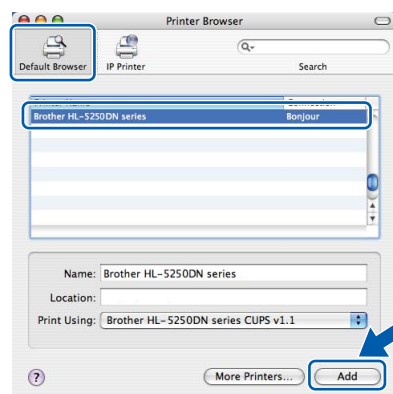 Printer Browser
Default Browser
IP Printer
Search
Brother HL-5250DN series Bonjour
Name: Brother HL-5250DN series
Location:
Print Using: Brother HL-5250DN series CUPS v1.1
? More Printers... Add